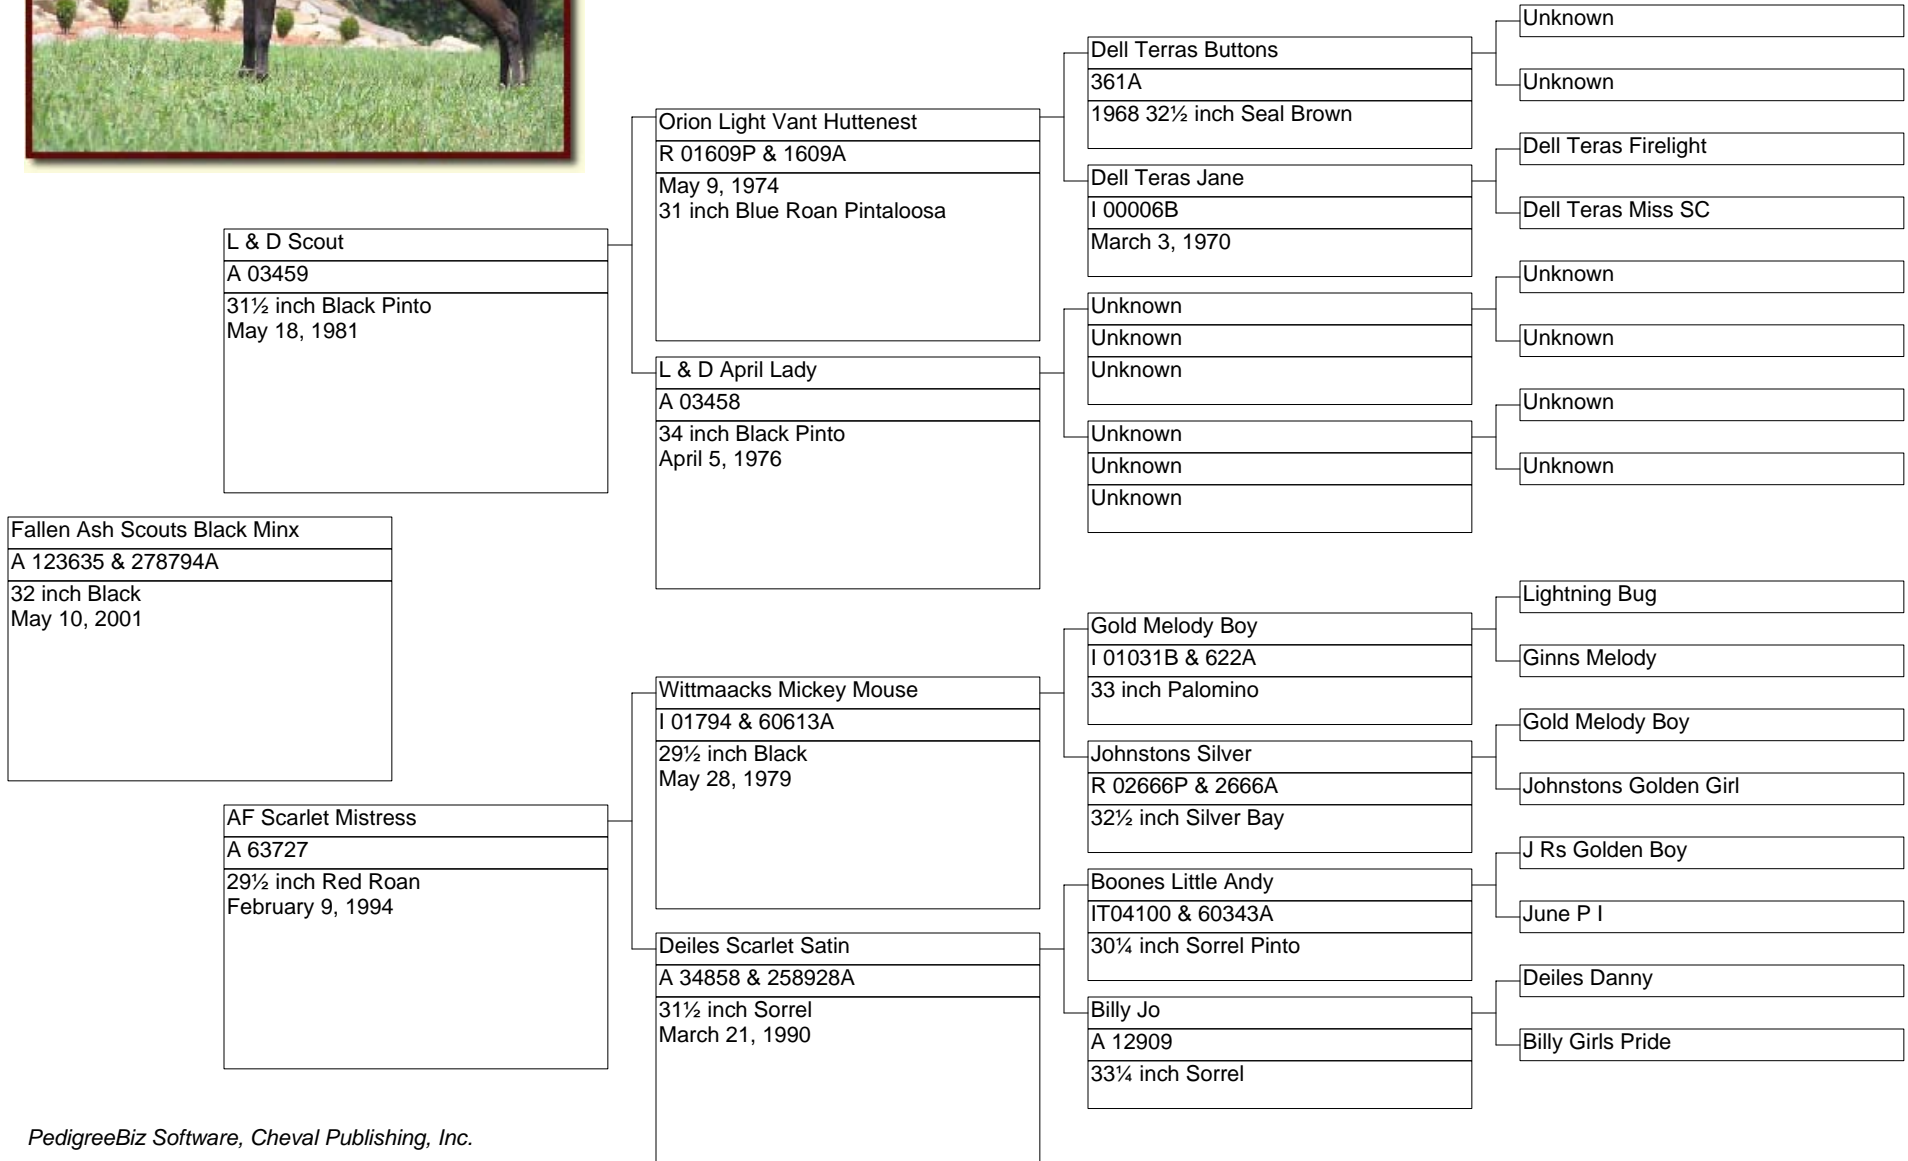 Fallen Ash Scouts Black Minx
A 123635 & 278794A
32 inch Black
May 10, 2001
L & D Scout
A 03459
31½ inch Black Pinto
May 18, 1981
AF Scarlet Mistress
A 63727
29½ inch Red Roan
February 9, 1994
Orion Light Vant Huttenest
R 01609P & 1609A
May 9, 1974
31 inch Blue Roan Pintaloosa
L & D April Lady
A 03458
34 inch Black Pinto
April 5, 1976
Wittmaacks Mickey Mouse
I 01794 & 60613A
29½ inch Black
May 28, 1979
Deiles Scarlet Satin
A 34858 & 258928A
31½ inch Sorrel
March 21, 1990
Dell Terras Buttons
361A
1968 32½ inch Seal Brown
Dell Teras Jane
I 00006B
March 3, 1970
Unknown
Unknown
Unknown
Unknown
Unknown
Unknown
Gold Melody Boy
I 01031B & 622A
33 inch Palomino
Johnstons Silver
R 02666P & 2666A
32½ inch Silver Bay
Boones Little Andy
IT04100 & 60343A
30¼ inch Sorrel Pinto
Billy Jo
A 12909
33¼ inch Sorrel
Unknown
Unknown
Dell Teras Firelight
Dell Teras Miss SC
Unknown
Unknown
Unknown
Unknown
Lightning Bug
Ginns Melody
Gold Melody Boy
Johnstons Golden Girl
J Rs Golden Boy
June P I
Deiles Danny
Billy Girls Pride
PedigreeBiz Software, Cheval Publishing, Inc.